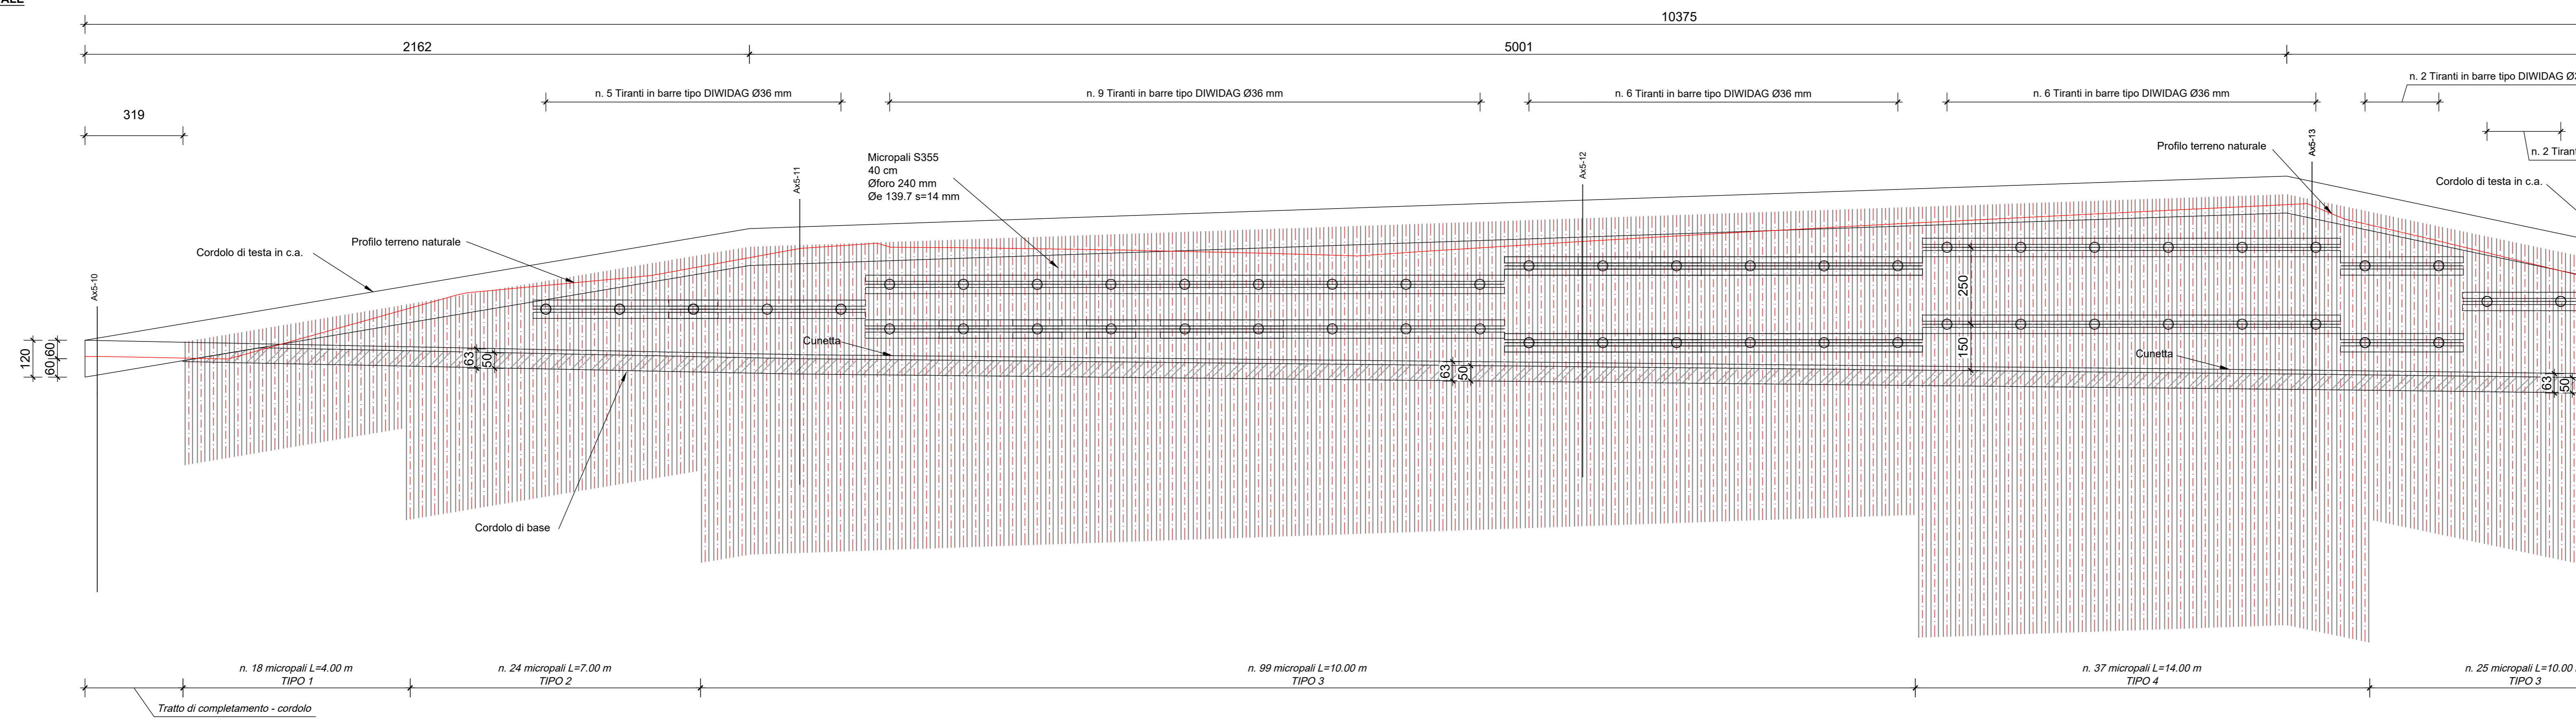 10375
2162
5001
n. 2 Tiranti in barre tipo DIWIDAG Ø3
n. 5 Tiranti in barre tipo DIWIDAG Ø36 mm
n. 9 Tiranti in barre tipo DIWIDAG Ø36 mm
n. 6 Tiranti in barre tipo DIWIDAG Ø36 mm
n. 6 Tiranti in barre tipo DIWIDAG Ø36 mm
319
n. 2 Tiran
Micropali S355
40 cm
Øforo 240 mm
Øe 139.7 s=14 mm
Profilo terreno naturale
Cordolo di testa in c.a.
Ax5-10
Ax5-11
Ax5-12
Ax5-13
Profilo terreno naturale
Cordolo di testa in c.a.
120
60
60
63
50
Cunetta
63
50
250
150
Cunetta
63
50
Cordolo di base
n. 18 micropali L=4.00 m
TIPO 1
n. 24 micropali L=7.00 m
TIPO 2
n. 99 micropali L=10.00 m
TIPO 3
n. 37 micropali L=14.00 m
TIPO 4
n. 25 micropali L=10.00
TIPO 3
Tratto di completamento - cordolo